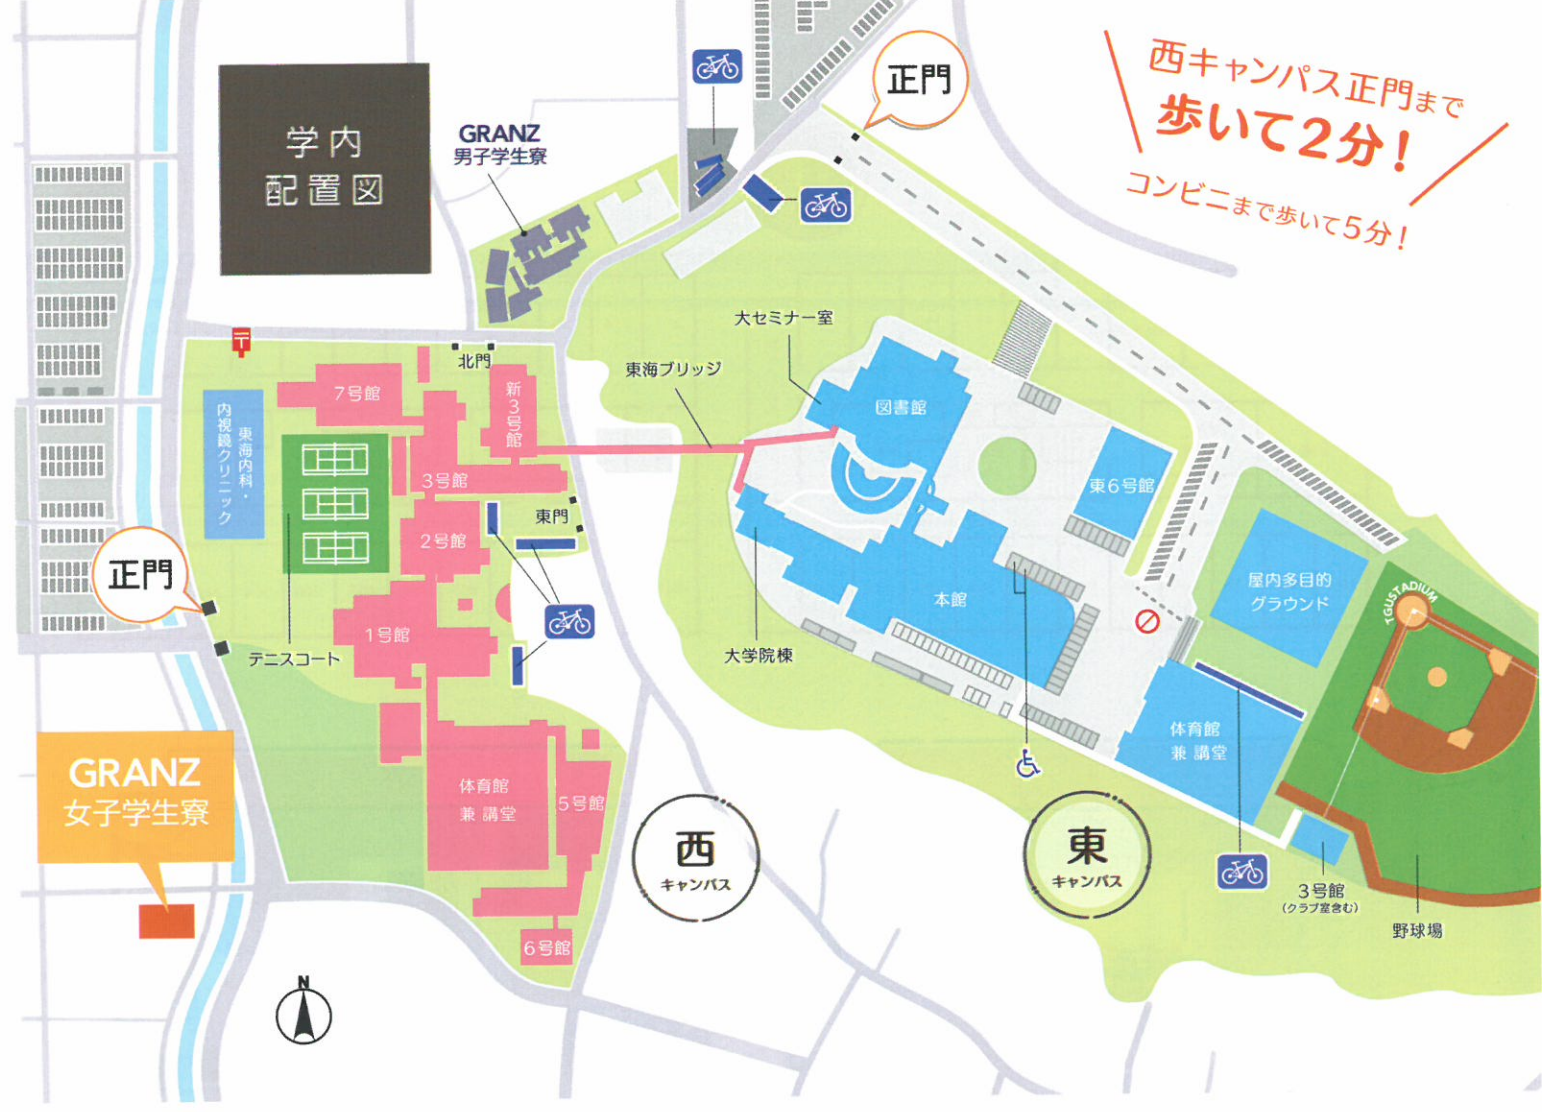 学内
配置図
西キャンパス正門まで
歩いて2分!
コンビニまで歩いて5分!
正門
GRANZ
男子学生寮
大セミナー室
東海ブリッジ
北門
7号館
新3号館
図書館
東海内科・
内視鏡クリニック
3号館
東6号館
2号館
東門
正門
屋内多目的
グラウンド
TGUSTADIUM
本館
1号館
テニスコート
大学院棟
体育館
兼 講堂
GRANZ
女子学生寮
体育館
兼 講堂
5号館
西
キャンパス
東
キャンパス
3号館
(クラブ室含む)
野球場
6号館
N